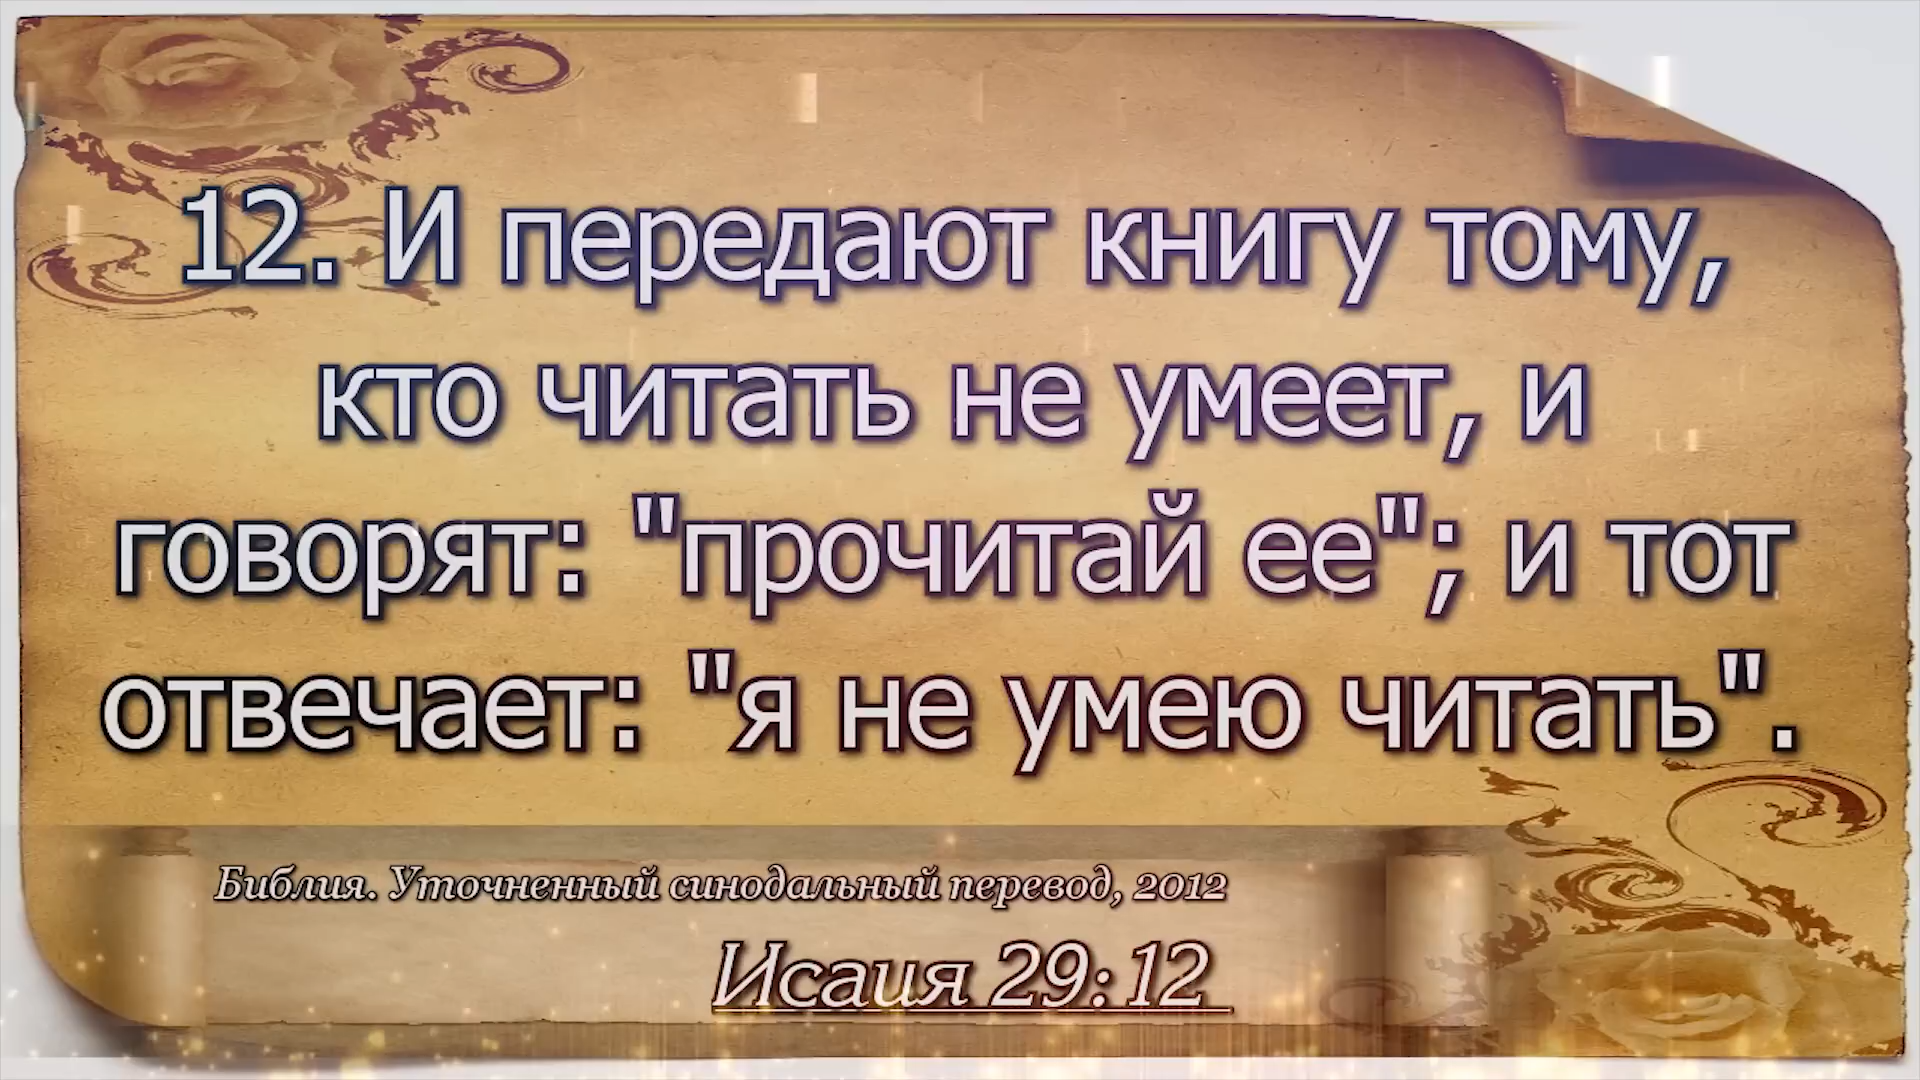 12. И передают книгу тому,
кто читать не умеет, и
говорят: "прочитай ее"; и тот
отвечает: "я не умею читать".
Библия. Уточненный синодальный перевод, 2012
Исаия 29:12